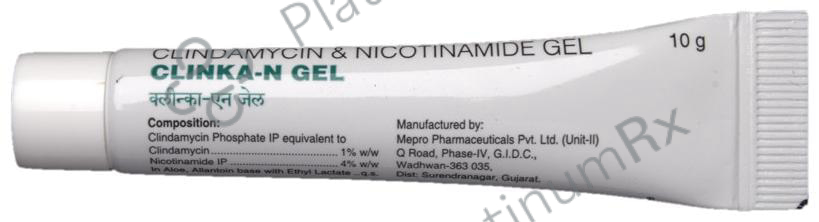 CLINDAMYCIN & NICOTINAMIDE GEL
10 g
CLINKA-N GEL
क्लीन्का-एन जेल
Composition:
Clindamycin Phosphate IP equivalent to
Clindamycin ........................................ 1% w/w
Nicotinamide IP .................................. 4% w/w
In Aloe, Allantoin base with Ethyl Lactate ...q.s.
Manufactured by:
Mepro Pharmaceuticals Pvt. Ltd. (Unit-II)
Q Road, Phase-IV, G.I.D.C.,
Wadhwan-363 035,
Dist: Surendranagar, Gujarat.